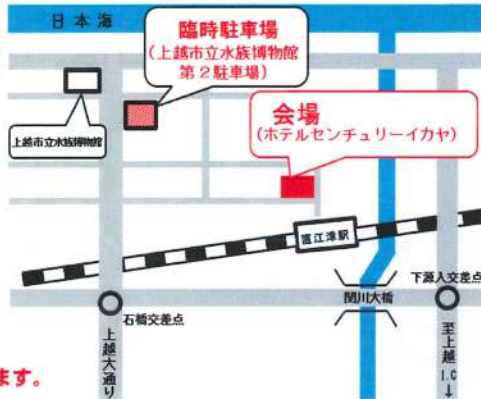 日本海
臨時駐車場
(上越市立水族博物館
第2駐車場)
上越市立水族博物館
会場
(ホテルセンチュリーイカヤ)
直江津駅
下源入交差点
関川大橋
石橋交差点
上越大通り
至上越I.C↓
ます。